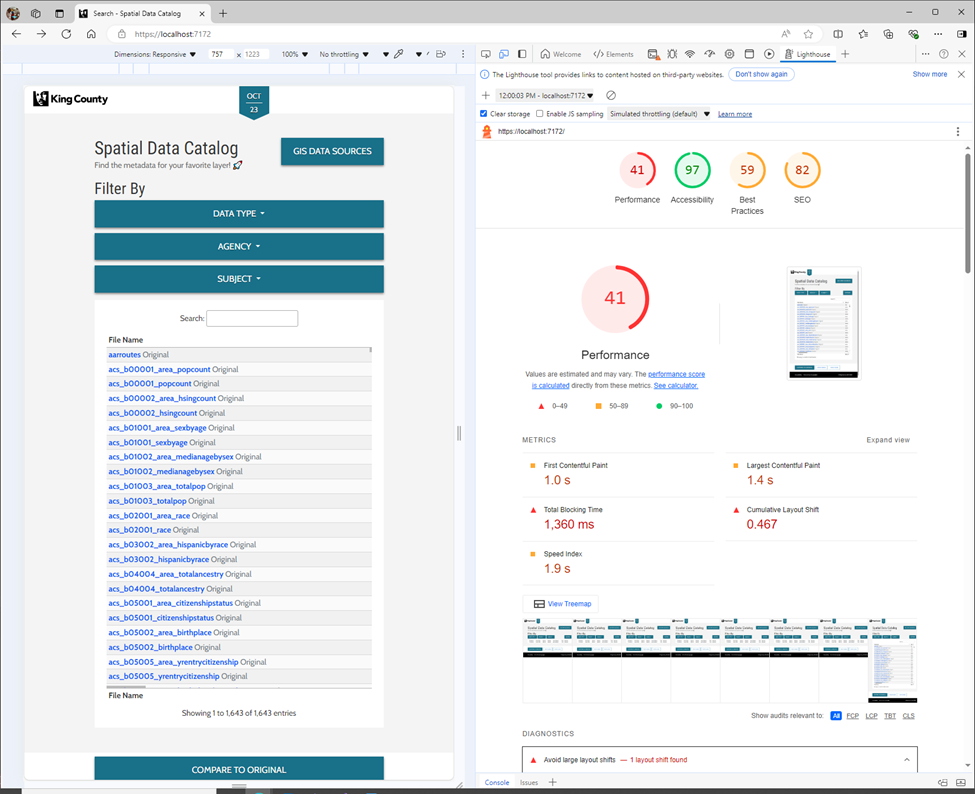 Search - Spatial Data Catalog
https://localhost:7172
Dimensions: Responsive 757 × 1223 100% No throttling
Welcome Elements Lighthouse
The Lighthouse tool provides links to content hosted on third-party websites. Don't show again Show more
12:00:03 PM - localhost:7172
Clear storage Enable JS sampling Simulated throttling (default) Learn more
https://localhost:7172/
King County
OCT
23
Spatial Data Catalog
GIS DATA SOURCES
Find the metadata for your favorite layer!
Filter By
DATA TYPE
AGENCY
SUBJECT
Search:
File Name
aarroutes Original
acs_b00001_area_popcount Original
acs_b00001_popcount Original
acs_b00002_area_hsingcount Original
acs_b00002_hsingcount Original
acs_b01001_area_sexbyage Original
acs_b01001_sexbyage Original
acs_b01002_area_medianagebysex Original
acs_b01002_medianagebysex Original
acs_b01003_area_totalpop Original
acs_b01003_totalpop Original
acs_b02001_area_race Original
acs_b02001_race Original
acs_b03002_area_hispanicbyrace Original
acs_b03002_hispanicbyrace Original
acs_b04004_area_totalancestry Original
acs_b04004_totalancestry Original
acs_b05001_area_citizenshipstatus Original
acs_b05001_citizenshipstatus Original
acs_b05002_area_birthplace Original
acs_b05002_birthplace Original
acs_b05005_area_yrentrycitizenship Original
acs_b05005_yrentrycitizenship Original
File Name
Showing 1 to 1,643 of 1,643 entries
COMPARE TO ORIGINAL
41 97 59 82
Performance Accessibility Best Practices SEO
41
Performance
Values are estimated and may vary. The performance score
is calculated directly from these metrics. See calculator.
0–49 50–89 90–100
METRICS Expand view
First Contentful Paint
1.0 s
Largest Contentful Paint
1.4 s
Total Blocking Time
1,360 ms
Cumulative Layout Shift
0.467
Speed Index
1.9 s
View Treemap
Show audits relevant to: All FCP LCP TBT CLS
DIAGNOSTICS
Avoid large layout shifts — 1 layout shift found
Console Issues